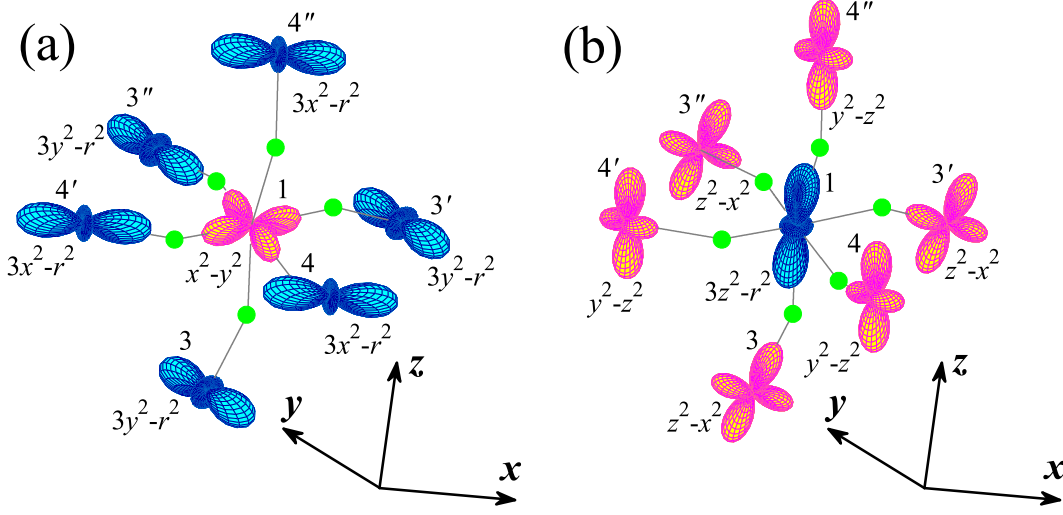 (a)
4″
3x²-r²
3″
3y²-r²
4′
3x²-r²
1
x²-y²
3′
3y²-r²
4
3x²-r²
3
3y²-r²
z
y
x
(b)
4″
y²-z²
3″
z²-x²
4′
y²-z²
1
3z²-r²
3′
z²-x²
4
y²-z²
3
z²-x²
z
y
x